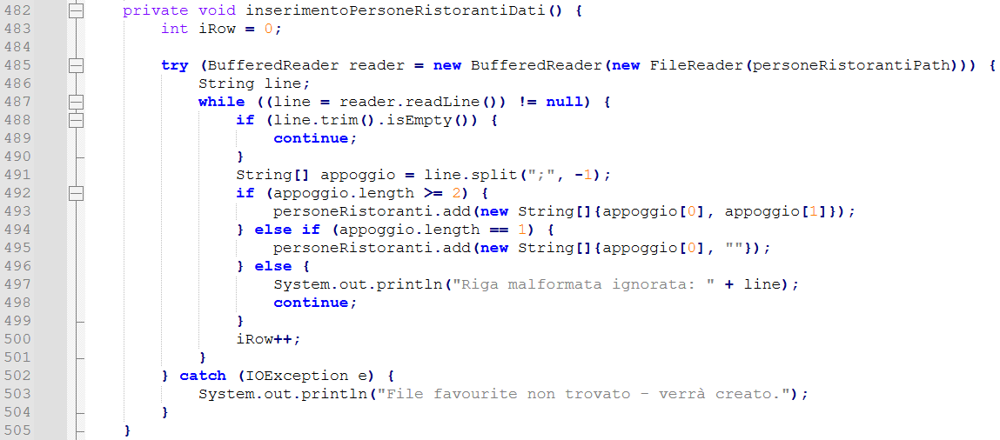 482 private void inserimentoPersoneRistorantiDati() {
483 int iRow = 0;
484
485 try (BufferedReader reader = new BufferedReader(new FileReader(personeRistorantiPath))) {
486 String line;
487 while ((line = reader.readLine()) != null) {
488 if (line.trim().isEmpty()) {
489 continue;
490 }
491 String[] appoggio = line.split(";", -1);
492 if (appoggio.length >= 2) {
493 personeRistoranti.add(new String[]{appoggio[0], appoggio[1]});
494 } else if (appoggio.length == 1) {
495 personeRistoranti.add(new String[]{appoggio[0], ""});
496 } else {
497 System.out.println("Riga malformata ignorata: " + line);
498 continue;
499 }
500 iRow++;
501 }
502 } catch (IOException e) {
503 System.out.println("File favourite non trovato – verrà creato.");
504 }
505 }